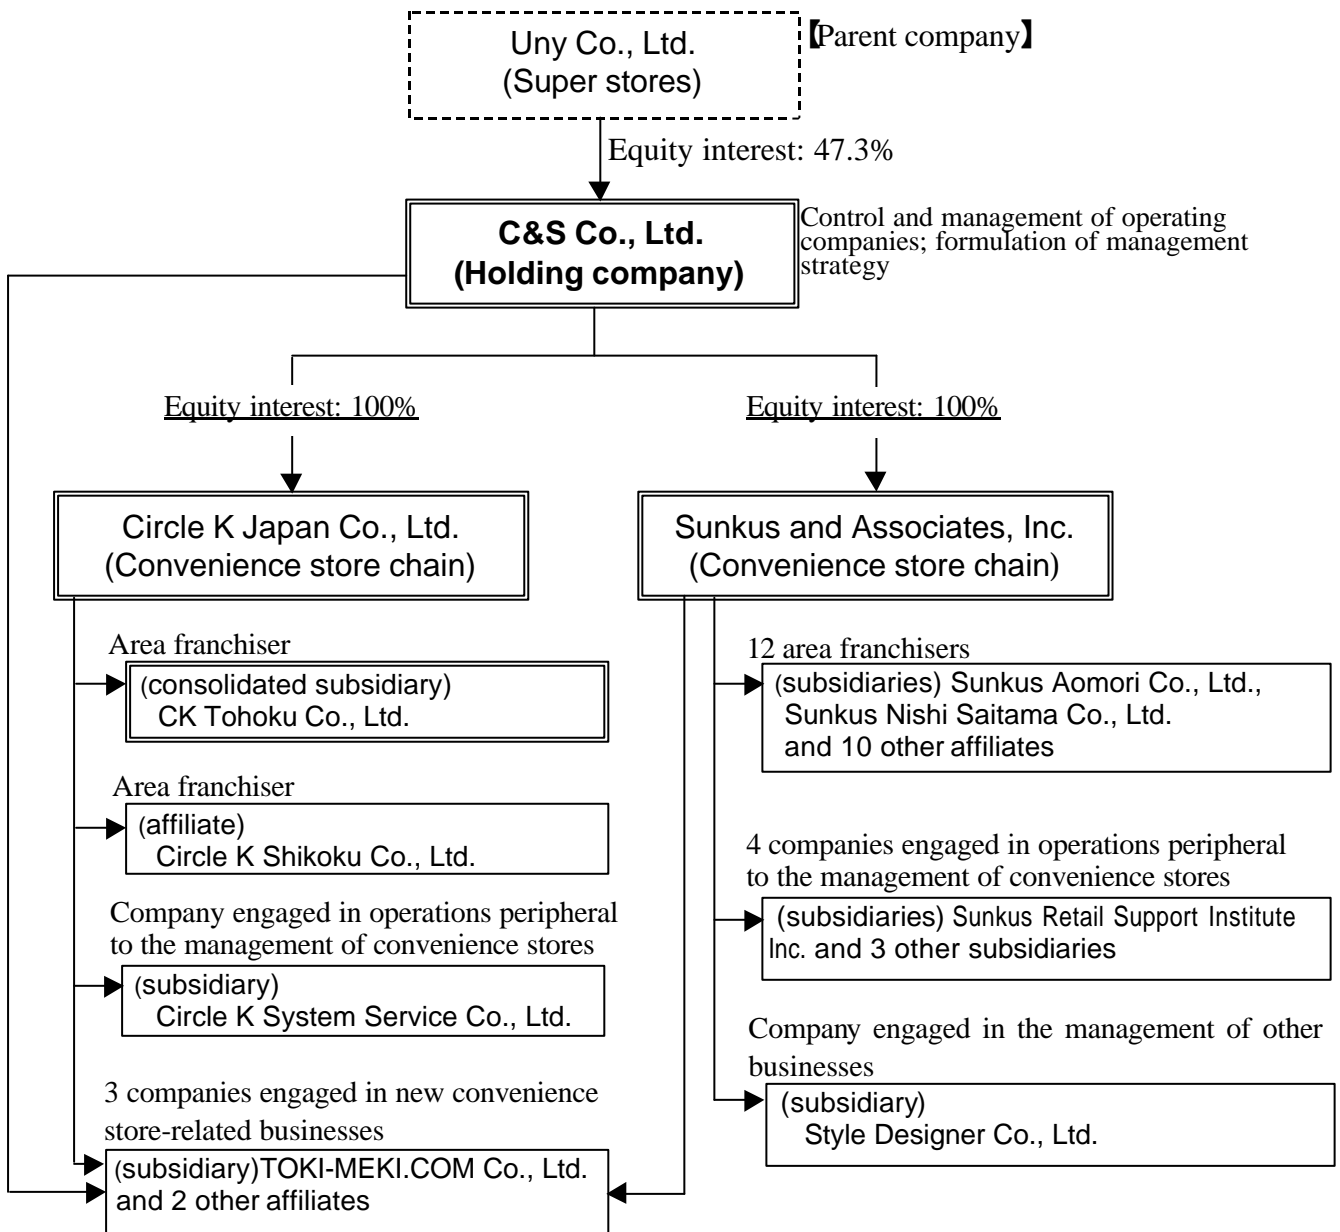 Uny Co., Ltd.
(Super stores)
【Parent company】
Equity interest: 47.3%
C&S Co., Ltd.
(Holding company)
Control and management of operating
companies; formulation of management
strategy
Equity interest: 100%
Equity interest: 100%
Circle K Japan Co., Ltd.
(Convenience store chain)
Sunkus and Associates, Inc.
(Convenience store chain)
Area franchiser
(consolidated subsidiary)
CK Tohoku Co., Ltd.
Area franchiser
(affiliate)
Circle K Shikoku Co., Ltd.
Company engaged in operations peripheral
to the management of convenience stores
(subsidiary)
Circle K System Service Co., Ltd.
3 companies engaged in new convenience
store-related businesses
(subsidiary)TOKI-MEKI.COM Co., Ltd.
and 2 other affiliates
12 area franchisers
(subsidiaries) Sunkus Aomori Co., Ltd.,
Sunkus Nishi Saitama Co., Ltd.
and 10 other affiliates
4 companies engaged in operations peripheral
to the management of convenience stores
(subsidiaries) Sunkus Retail Support Institute
Inc. and 3 other subsidiaries
Company engaged in the management of other
businesses
(subsidiary)
Style Designer Co., Ltd.